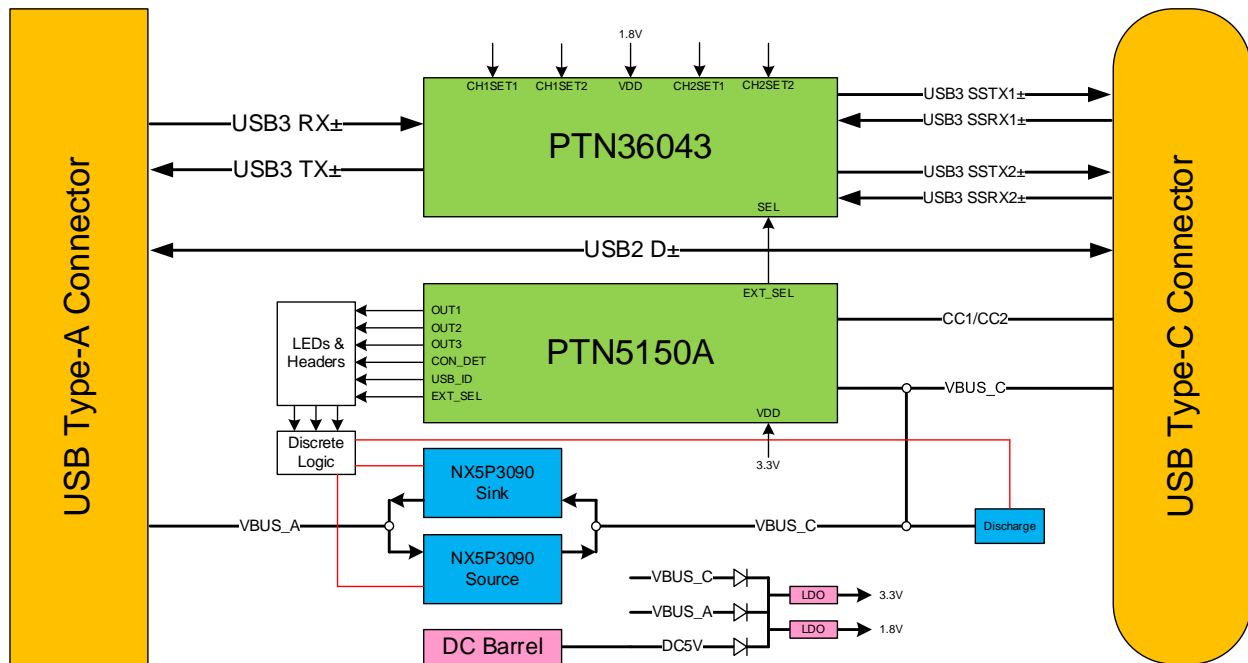 1.8V
CH1SET1
CH1SET2
VDD
CH2SET1
CH2SET2
USB Type-A Connector
USB3 RX±
USB3 TX±
PTN36043
SEL
USB3 SSTX1±
USB3 SSRX1±
USB3 SSTX2±
USB3 SSRX2±
USB Type-C Connector
USB2 D±
EXT_SEL
LEDs &
Headers
OUT1
OUT2
OUT3
CON_DET
USB_ID
EXT_SEL
PTN5150A
VDD
3.3V
CC1/CC2
VBUS_C
Discrete
Logic
NX5P3090
Sink
VBUS_A
VBUS_C
Discharge
NX5P3090
Source
VBUS_C
VBUS_A
DC Barrel
DC5V
LDO
3.3V
LDO
1.8V